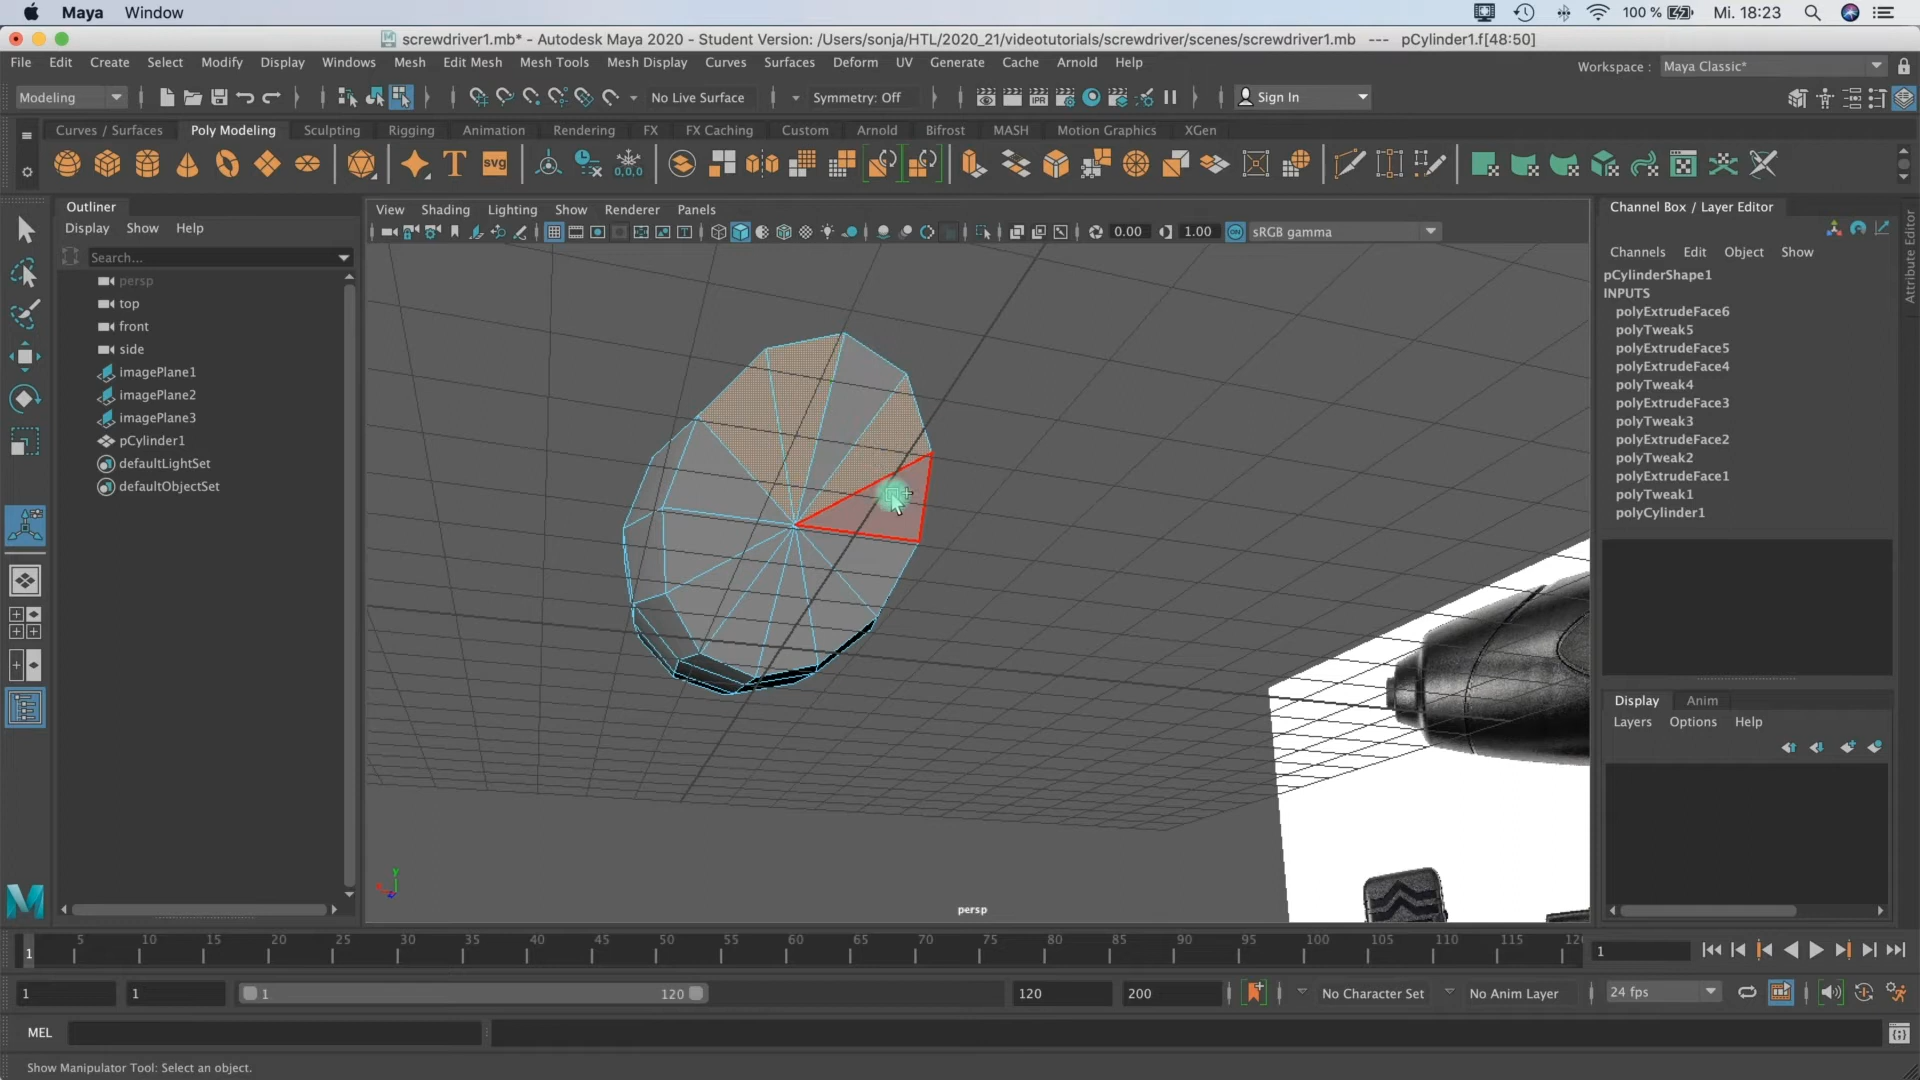 Maya Window 100 % Mi. 18:23
screwdriver1.mb* - Autodesk Maya 2020 - Student Version: /Users/sonja/HTL/2020_21/videotutorials/screwdriver/scenes/screwdriver1.mb --- pCylinder1.f[48:50]
File Edit Create Select Modify Display Windows Mesh Edit Mesh Mesh Tools Mesh Display Curves Surfaces Deform UV Generate Cache Arnold Help Workspace : Maya Classic*
Modeling No Live Surface Symmetry: Off IPR Sign In
Curves / Surfaces Poly Modeling Sculpting Rigging Animation Rendering FX FX Caching Custom Arnold Bifrost MASH Motion Graphics XGen
T svg 0,0,0
Outliner
Display Show Help
Search...
persp
top
front
side
imagePlane1
imagePlane2
imagePlane3
pCylinder1
defaultLightSet
defaultObjectSet
View Shading Lighting Show Renderer Panels
0.00 1.00 ON sRGB gamma
y
persp
Channel Box / Layer Editor
Channels Edit Object Show
pCylinderShape1
INPUTS
polyExtrudeFace6
polyTweak5
polyExtrudeFace5
polyExtrudeFace4
polyTweak4
polyExtrudeFace3
polyTweak3
polyExtrudeFace2
polyTweak2
polyExtrudeFace1
polyTweak1
polyCylinder1
Attribute Editor
Display Anim
Layers Options Help
1 5 10 15 20 25 30 35 40 45 50 55 60 65 70 75 80 85 90 95 100 105 110 115 12 1
1 1 1 120 120 200 No Character Set No Anim Layer 24 fps
MEL
Show Manipulator Tool: Select an object.